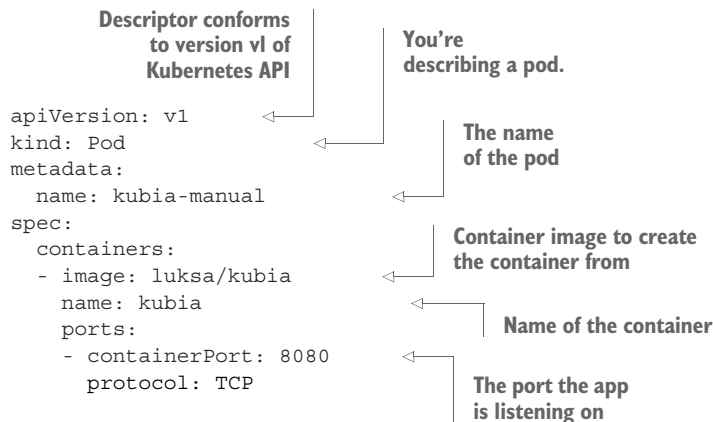 Descriptor conforms
to version v1 of
Kubernetes API
You're
describing a pod.
apiVersion: v1
kind: Pod
The name
of the pod
metadata:
name: kubia-manual
spec:
containers:
Container image to create
the container from
- image: luksa/kubia
name: kubia
Name of the container
ports:
- containerPort: 8080
protocol: TCP
The port the app
is listening on